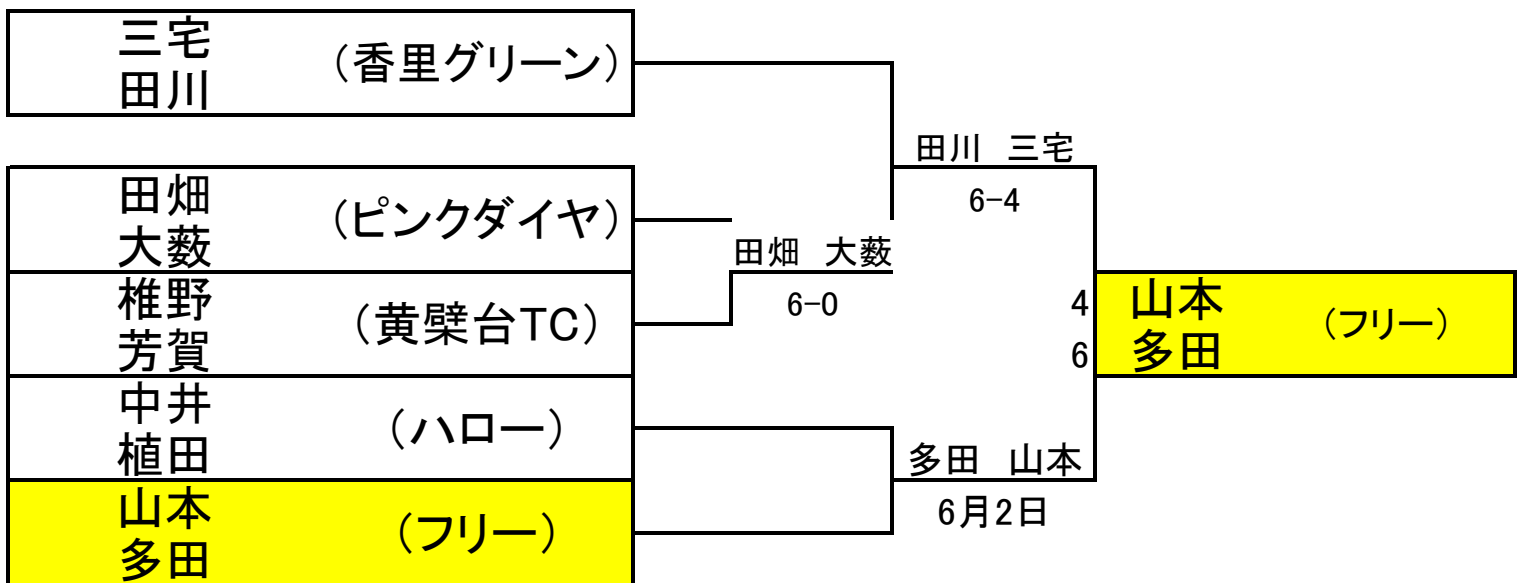 三宅
田川
(香里グリーン)
田川 三宅
6-4
田畑
大薮
(ピンクダイヤ)
田畑 大薮
6-0
椎野
芳賀
(黄檗台TC)
4
6
山本
多田
(フリー)
中井
植田
(ハロー)
多田 山本
6月2日
山本
多田
(フリー)